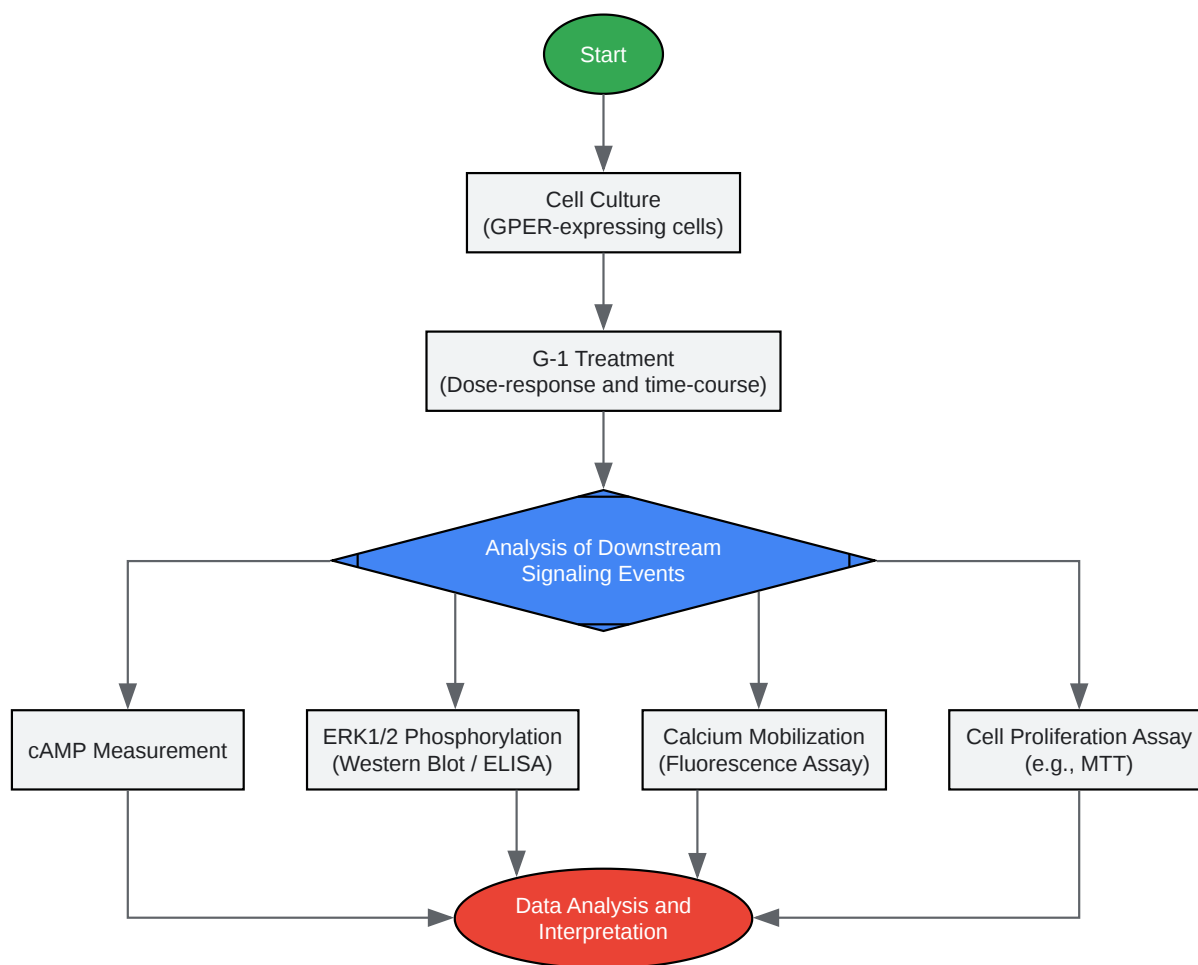 Start
Cell Culture
(GPER-expressing cells)
G-1 Treatment
(Dose-response and time-course)
Analysis of Downstream
Signaling Events
cAMP Measurement
ERK1/2 Phosphorylation
(Western Blot / ELISA)
Calcium Mobilization
(Fluorescence Assay)
Cell Proliferation Assay
(e.g., MTT)
Data Analysis and
Interpretation